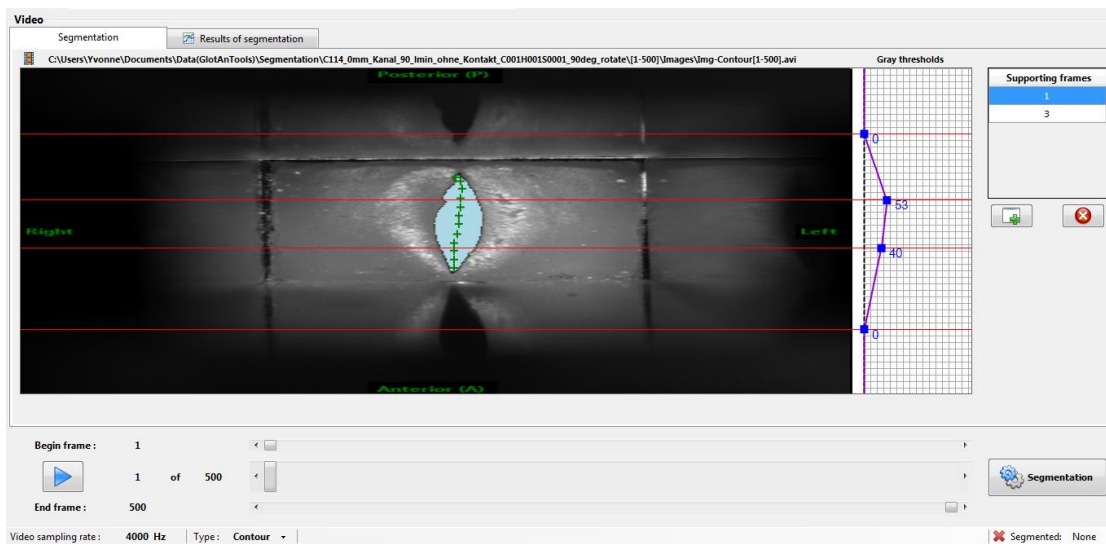 Video
Segmentation
Results of segmentation
C:\Users\Yvonne\Documents\Data(GlotAnTools)\Segmentation\C114_0mm_Kanal_90_lmin_ohne_Kontakt_C001H001S0001_90deg_rotate\[1-500]\Images\Img-Contour[1-500].avi
Gray thresholds
Supporting frames
1
3
Posterior (P)
0
53
Right
Left
40
0
Anterior (A)
Begin frame : 1
1 of 500
Segmentation
End frame : 500
Video sampling rate : 4000 Hz Type : Contour Segmented: None